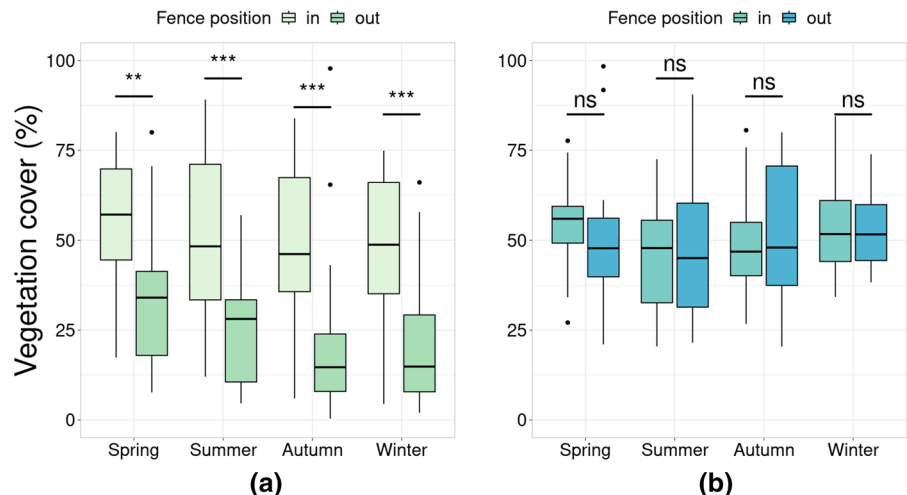 Fence position in out
Fence position in out
Vegetation cover (%)
100
75
50
25
0
** *** *** ***
Spring Summer Autumn Winter
(a)
100
75
50
25
0
ns ns ns ns
Spring Summer Autumn Winter
(b)